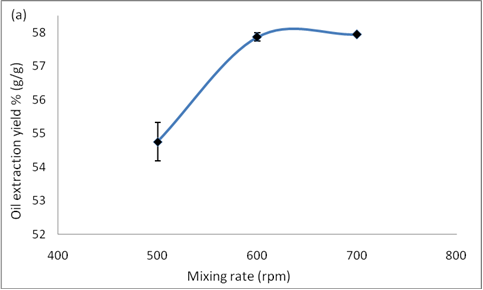 (a)
Oil extraction yield % (g/g)
58
57
56
55
54
53
52
400 500 600 700 800
Mixing rate (rpm)